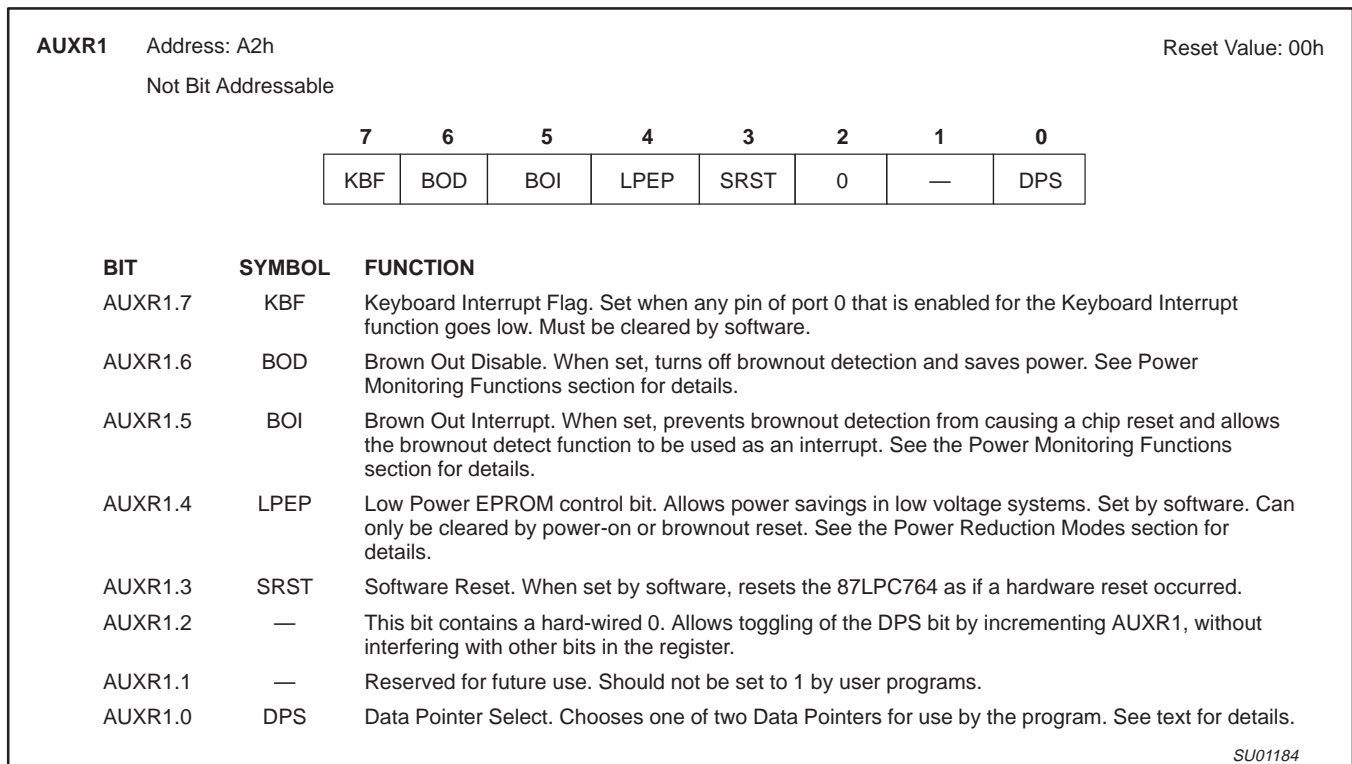 AUXR1 Address: A2h Reset Value: 00h
Not Bit Addressable
7 6 5 4 3 2 1 0
KBF BOD BOI LPEP SRST 0 — DPS
BIT SYMBOL FUNCTION
AUXR1.7 KBF Keyboard Interrupt Flag. Set when any pin of port 0 that is enabled for the Keyboard Interrupt
function goes low. Must be cleared by software.
AUXR1.6 BOD Brown Out Disable. When set, turns off brownout detection and saves power. See Power
Monitoring Functions section for details.
AUXR1.5 BOI Brown Out Interrupt. When set, prevents brownout detection from causing a chip reset and allows
the brownout detect function to be used as an interrupt. See the Power Monitoring Functions
section for details.
AUXR1.4 LPEP Low Power EPROM control bit. Allows power savings in low voltage systems. Set by software. Can
only be cleared by power-on or brownout reset. See the Power Reduction Modes section for
details.
AUXR1.3 SRST Software Reset. When set by software, resets the 87LPC764 as if a hardware reset occurred.
AUXR1.2 — This bit contains a hard-wired 0. Allows toggling of the DPS bit by incrementing AUXR1, without
interfering with other bits in the register.
AUXR1.1 — Reserved for future use. Should not be set to 1 by user programs.
AUXR1.0 DPS Data Pointer Select. Chooses one of two Data Pointers for use by the program. See text for details.
SU01184